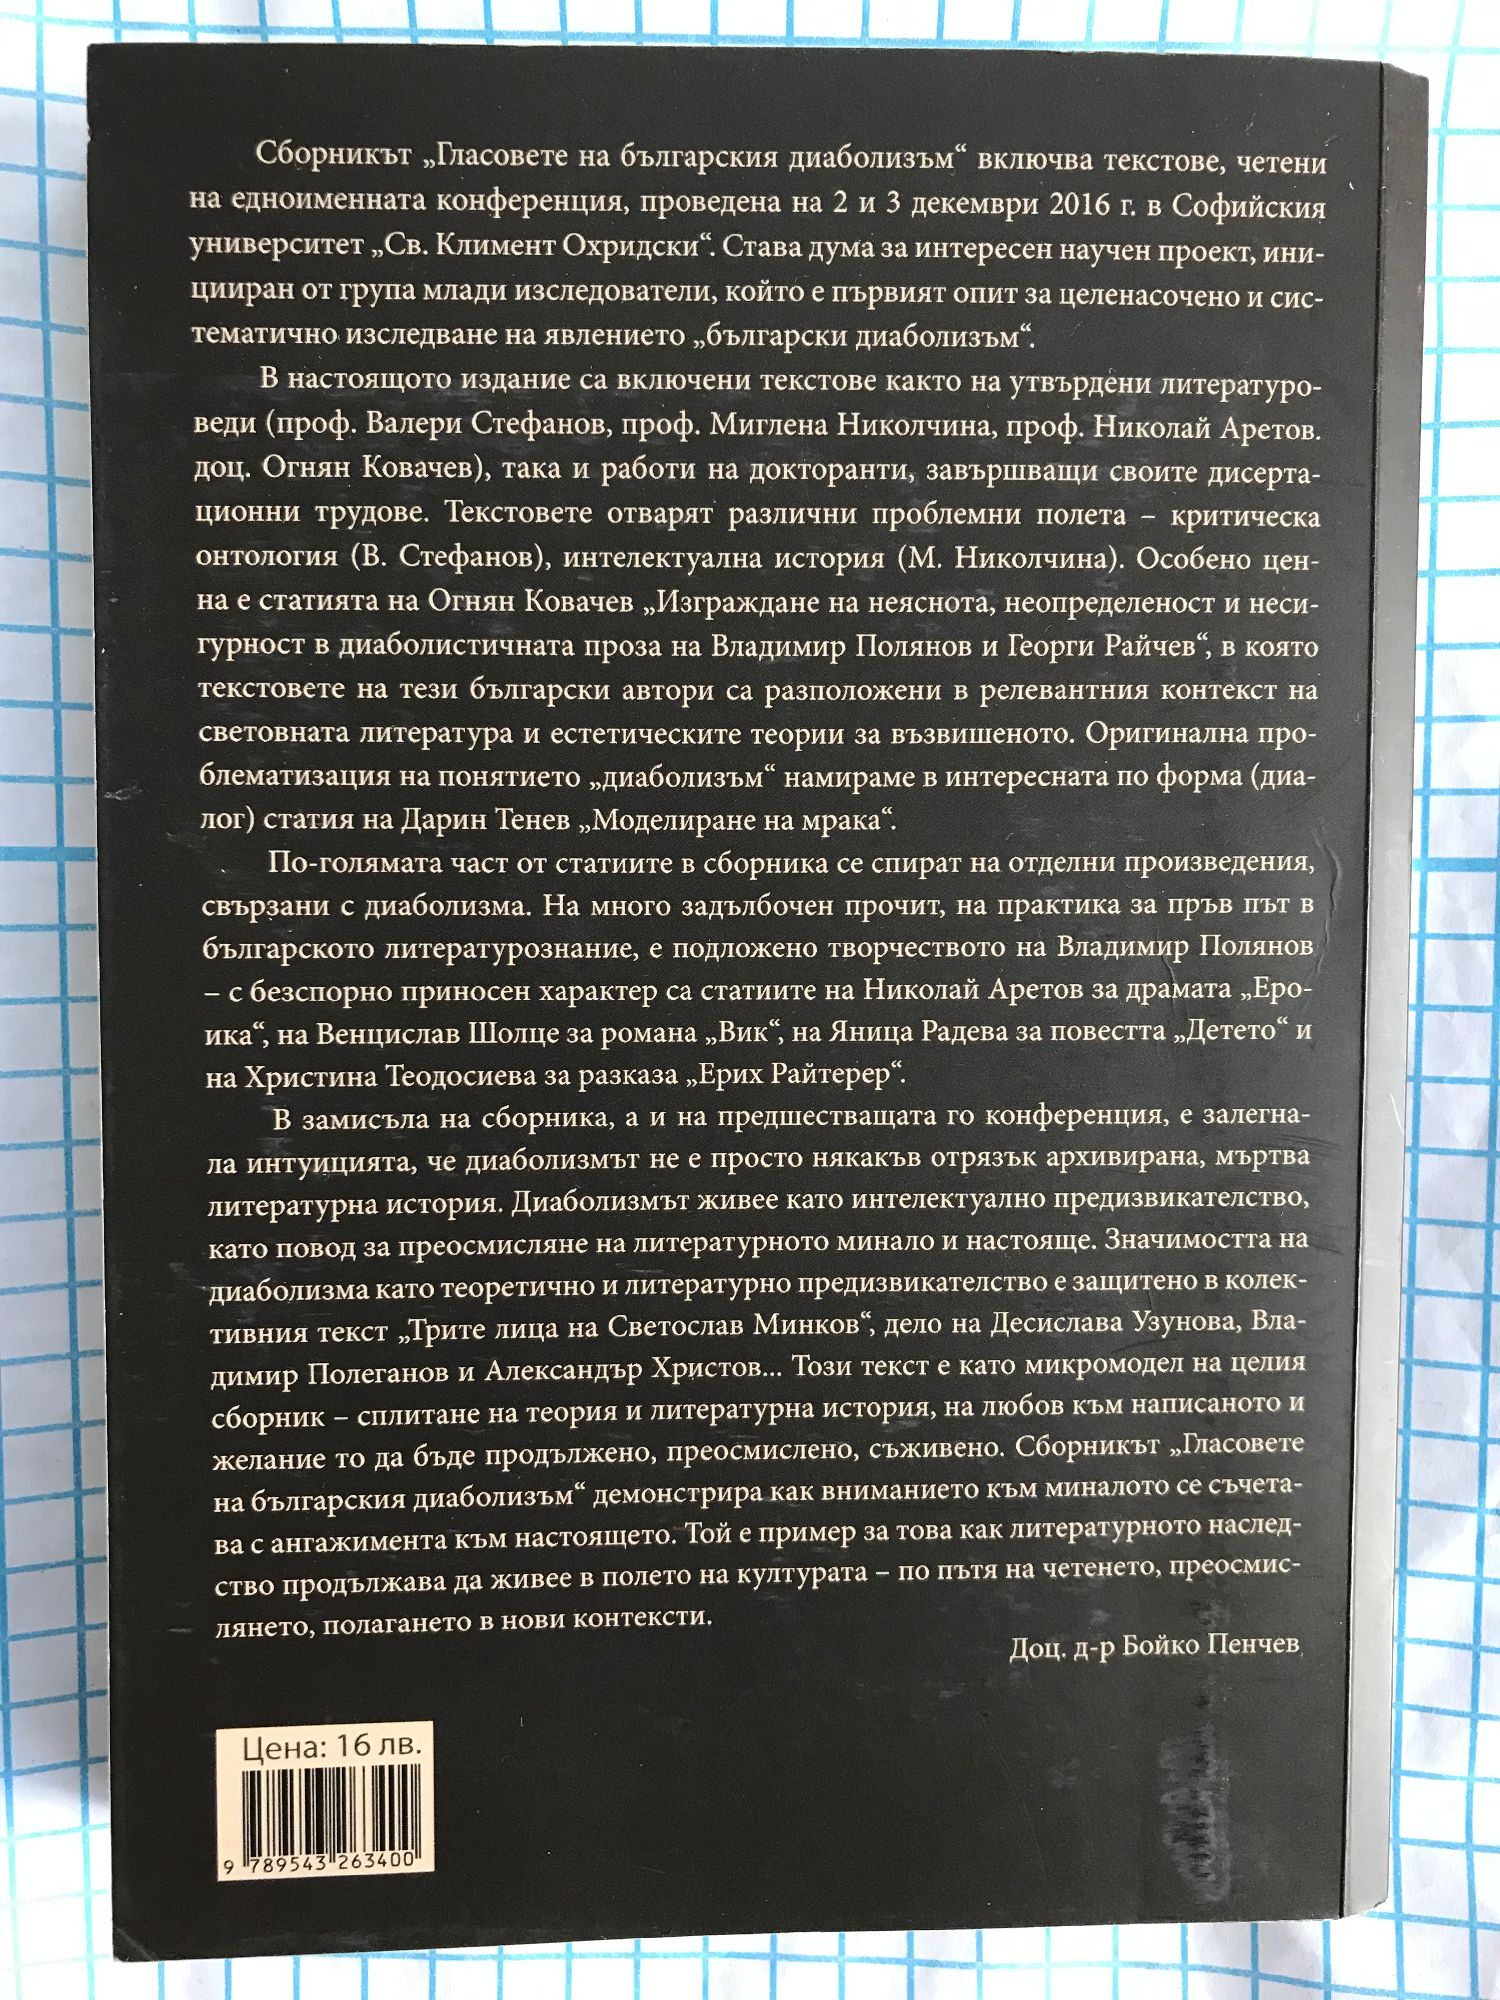 Сборникът „Гласовете на българския диаболизъм“ включва текстове, четени
на едноименната конференция, проведена на 2 и 3 декември 2016 г. в Софийския
университет „Св. Климент Охридски“. Става дума за интересен научен проект, ини-
цииран от група млади изследователи, който е първият опит за целенасочено и сис-
тематично изследване на явлението „български диаболизъм“.
В настоящото издание са включени текстове както на утвърдени литературо-
веди (проф. Валери Стефанов, проф. Миглена Николчина, проф. Николай Аретов.
доц. Огнян Ковачев), така и работи на докторанти, завършващи своите дисерта-
ционни трудове. Текстовете отварят различни проблемни полета – критическа
онтология (В. Стефанов), интелектуална история (М. Николчина). Особено цен-
на е статията на Огнян Ковачев „Изграждане на неяснота, неопределеност и неси-
гурност в диаболистичната проза на Владимир Полянов и Георги Райчев“, в която
текстовете на тези български автори са разположени в релевантния контекст на
световната литература и естетическите теории за възвишеното. Оригинална про-
блематизация на понятието „диаболизъм“ намираме в интересната по форма (диа-
лог) статия на Дарин Тенев „Моделиране на мрака“.
По-голямата част от статиите в сборника се спират на отделни произведения,
свързани с диаболизма. На много задълбочен прочит, на практика за пръв път в
българското литературознание, е подложено творчеството на Владимир Полянов
– с безспорно приносен характер са статиите на Николай Аретов за драмата „Еро-
ика“, на Венцислав Шолце за романа „Вик“, на Яница Радева за повестта „Детето“ и
на Христина Теодосиева за разказа „Ерих Райтерер“.
В замисъла на сборника, а и на предшестващата го конференция, е залегна-
ла интуицията, че диаболизмът не е просто някакъв отрязък архивирана, мъртва
литературна история. Диаболизмът живее като интелектуално предизвикателство,
като повод за преосмисляне на литературното минало и настояще. Значимостта на
диаболизма като теоретично и литературно предизвикателство е защитено в колек-
тивния текст „Трите лица на Светослав Минков“, дело на Десислава Узунова, Вла-
димир Полеганов и Александър Христов... Този текст е като микромодел на целия
сборник – сплитане на теория и литературна история, на любов към написаното и
желание то да бъде продължено, преосмислено, съживено. Сборникът „Гласовете
на българския диаболизъм“ демонстрира как вниманието към миналото се съчета-
ва с ангажимента към настоящето. Той е пример за това как литературното наслед-
ство продължава да живее в полето на културата – по пътя на четенето, преосмис-
лянето, полагането в нови контексти.
Доц. д-р Бойко Пенчев
Цена: 16 лв.
9 789543 263400